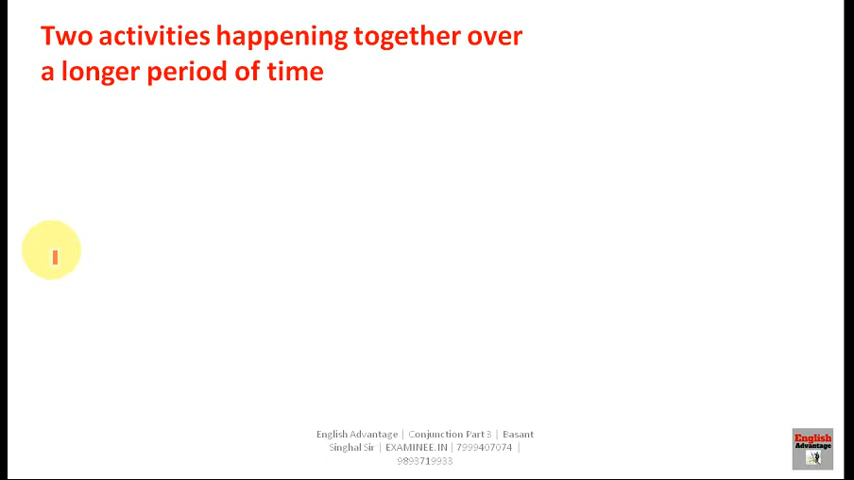 Two activities happening together over
a longer period of time
English Advantage | Conjunction Part 3 | Basant
Singhal Sir | EXAMINEE.IN | 7999407074 |
9893719933
English
Advantage